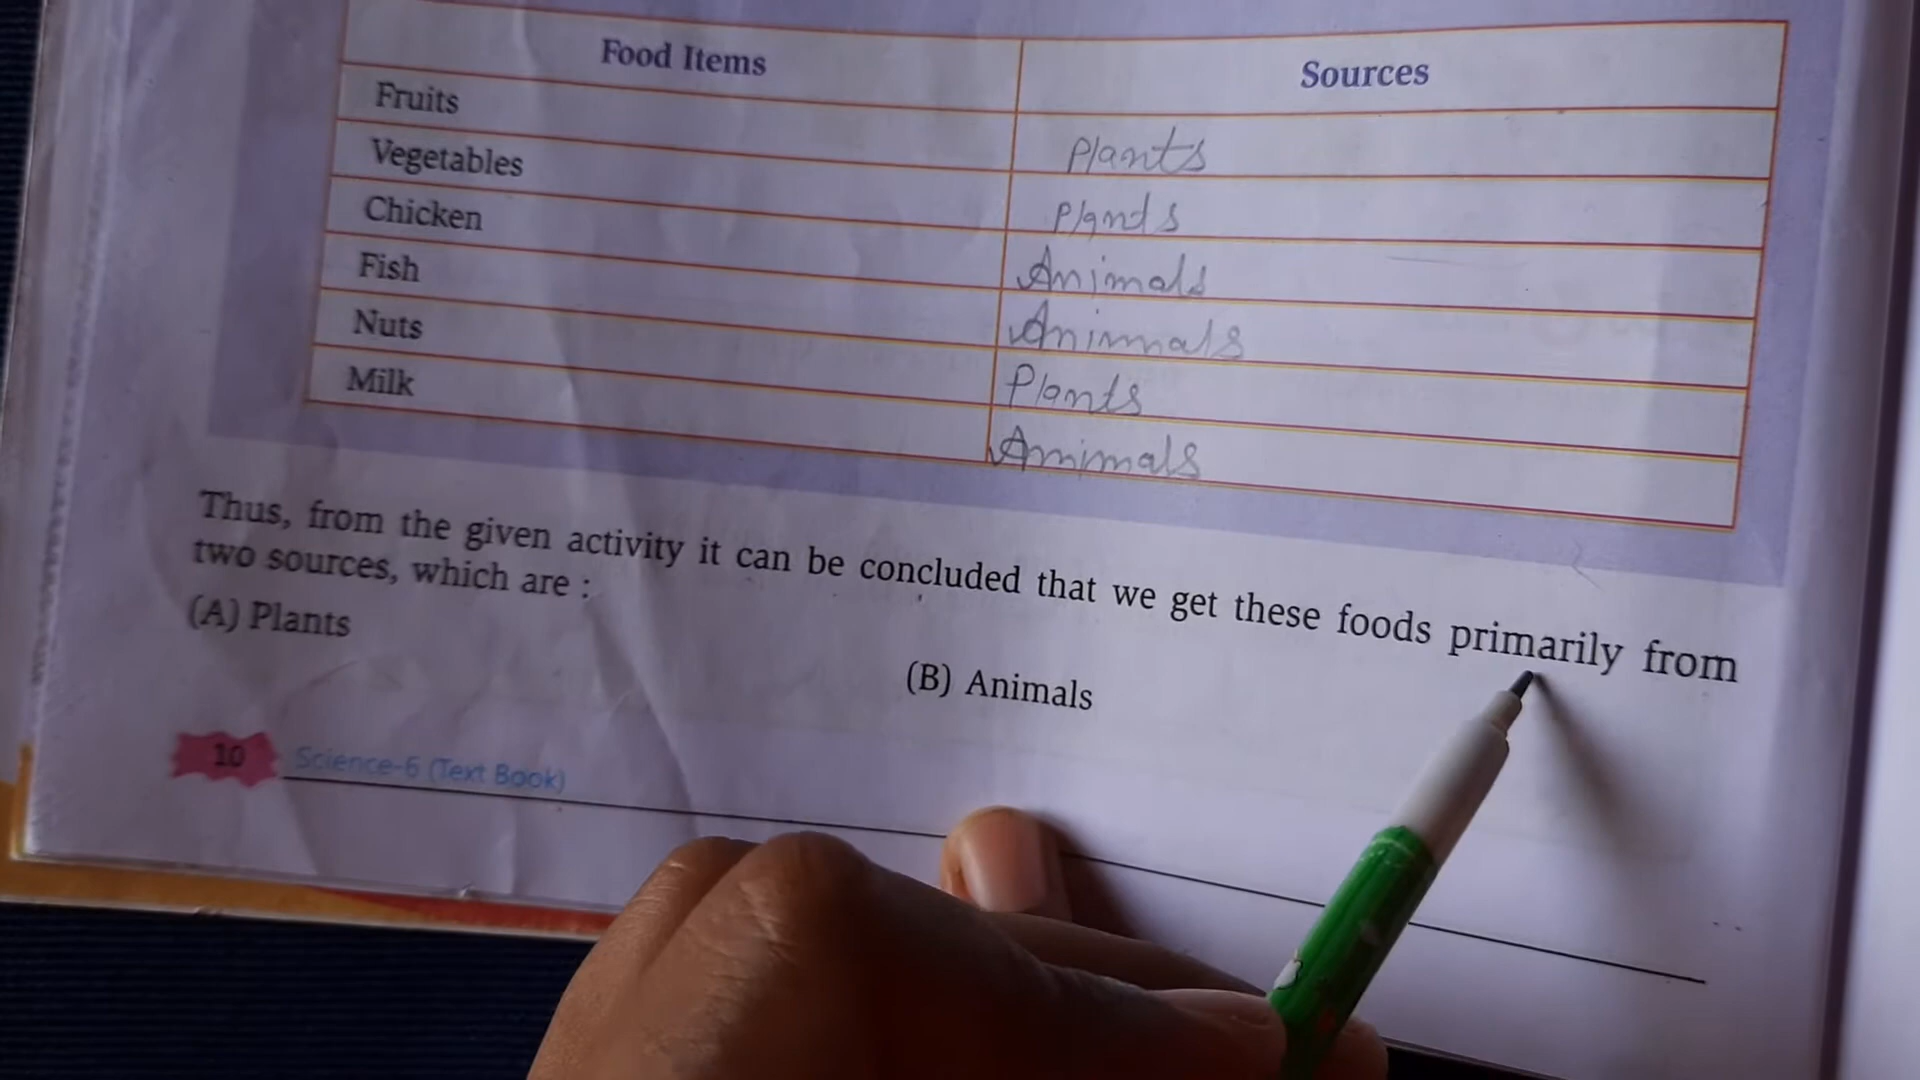 Food Items Sources
Fruits Plants
Vegetables Plants
Chicken Animals
Fish Animals
Nuts Plants
Milk Animals
Thus, from the given activity it can be concluded that we get these foods primarily from
two sources, which are :
(A) Plants (B) Animals
10 Science-6 (Text Book)